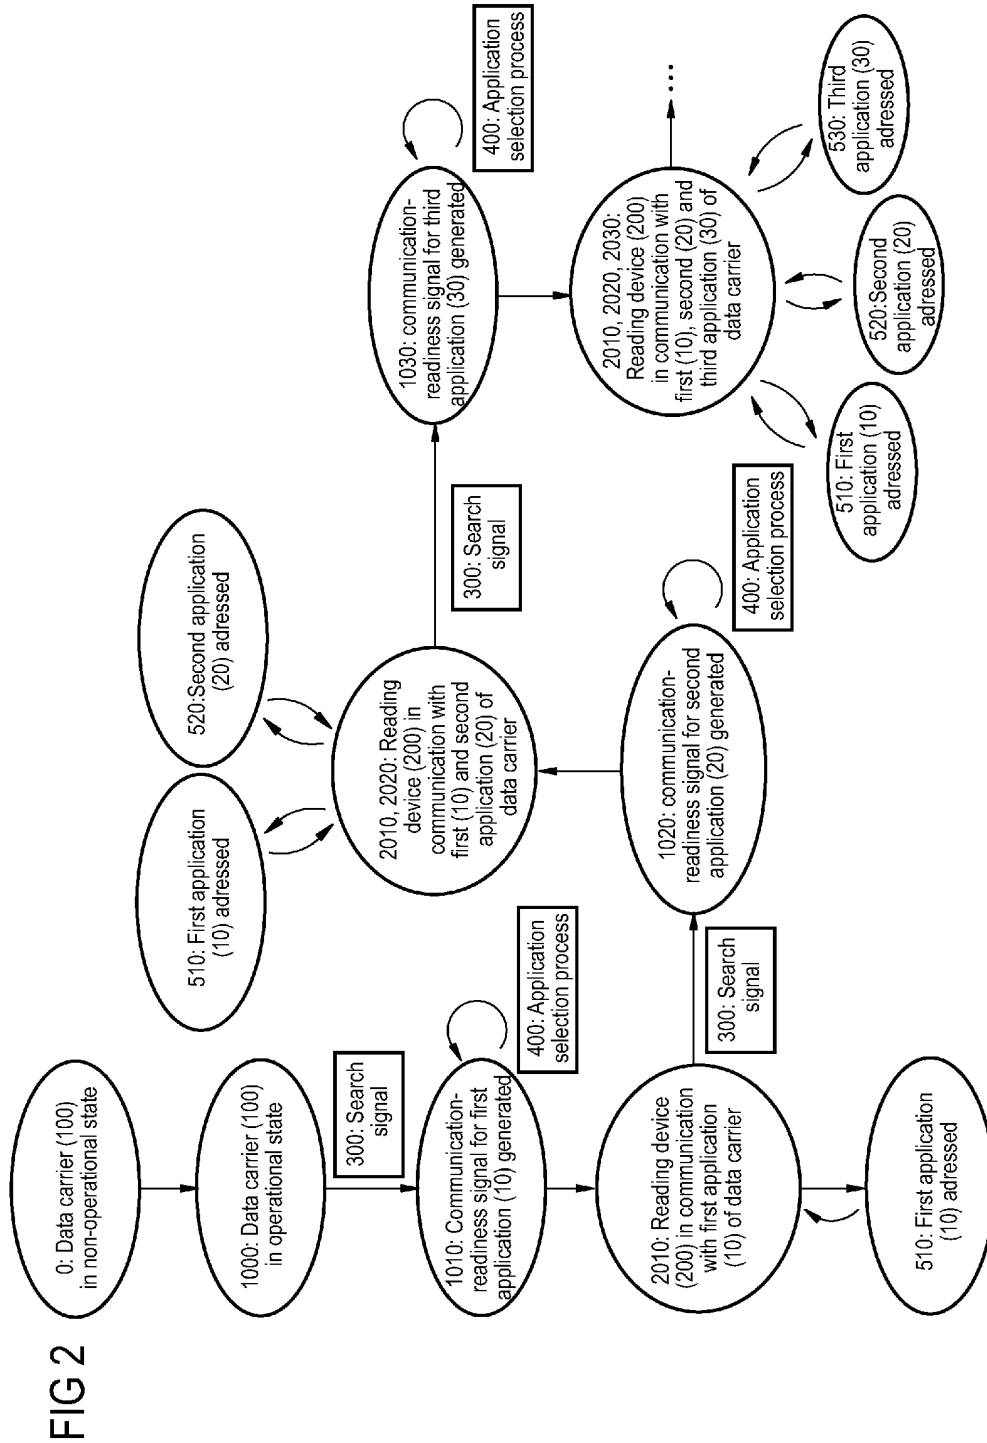 FIG 2
0: Data carrier (100)
in non-operational state
1000: Data carrier (100)
in operational state
300: Search
signal
1010: Communication-
readiness signal for first
application (10) generated
400: Application
selection process
2010: Reading device
(200) in communication
with first application
(10) of data carrier
510: First application
(10) adressed
300: Search
signal
1020: communication-
readiness signal for second
application (20) generated
400: Application
selection process
2010, 2020: Reading
device (200) in
communication with
first (10) and second
application (20) of
data carrier
510: First application
(10) adressed
520:Second application
(20) adressed
300: Search
signal
1030: communication-
readiness signal for third
application (30) generated
400: Application
selection process
2010, 2020, 2030:
Reading device (200)
in communication with
first (10), second (20) and
third application (30) of
data carrier
...
510: First
application (10)
adressed
520:Second
application (20)
adressed
530: Third
application (30)
adressed